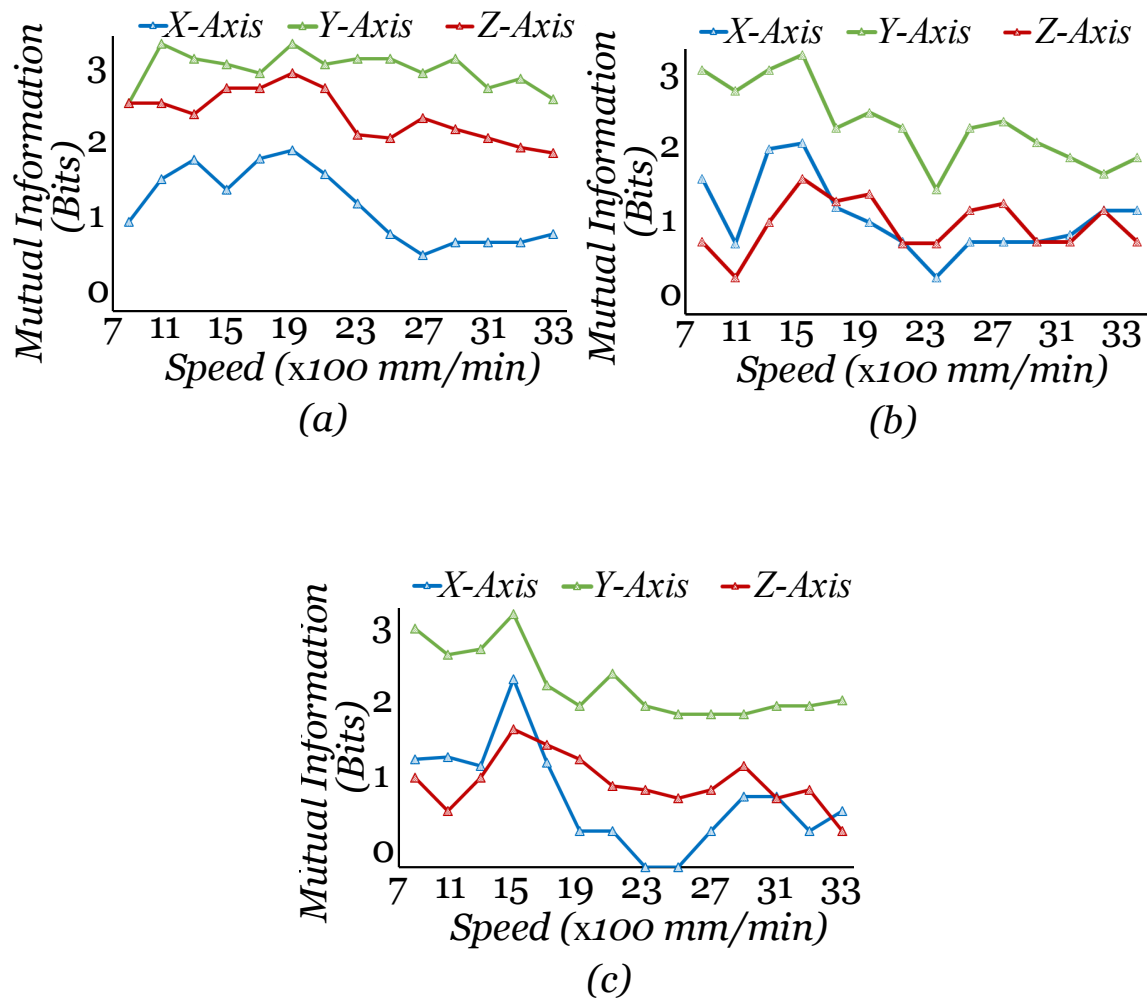 X-Axis Y-Axis Z-Axis
Mutual Information
(Bits)
3
2
1
0
7 11 15 19 23 27 31 33
Speed (x100 mm/min)
(a)
X-Axis Y-Axis Z-Axis
Mutual Information
(Bits)
3
2
1
0
7 11 15 19 23 27 31 33
Speed (x100 mm/min)
(b)
X-Axis Y-Axis Z-Axis
Mutual Information
(Bits)
3
2
1
0
7 11 15 19 23 27 31 33
Speed (x100 mm/min)
(c)